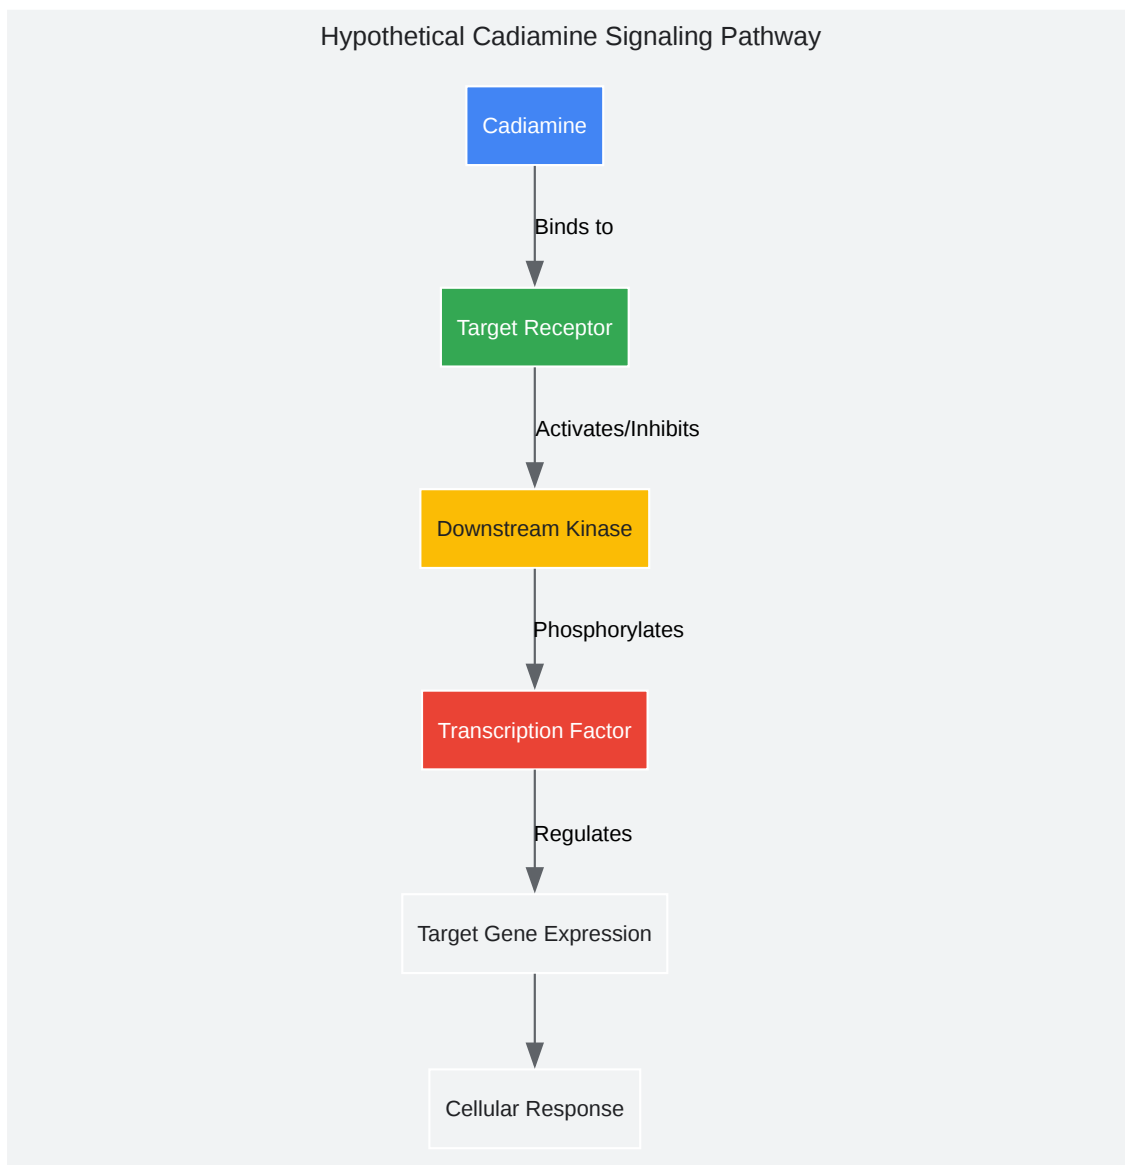 Hypothetical Cadiamine Signaling Pathway
Cadiamine
Binds to
Target Receptor
Activates/Inhibits
Downstream Kinase
Phosphorylates
Transcription Factor
Regulates
Target Gene Expression
Cellular Response